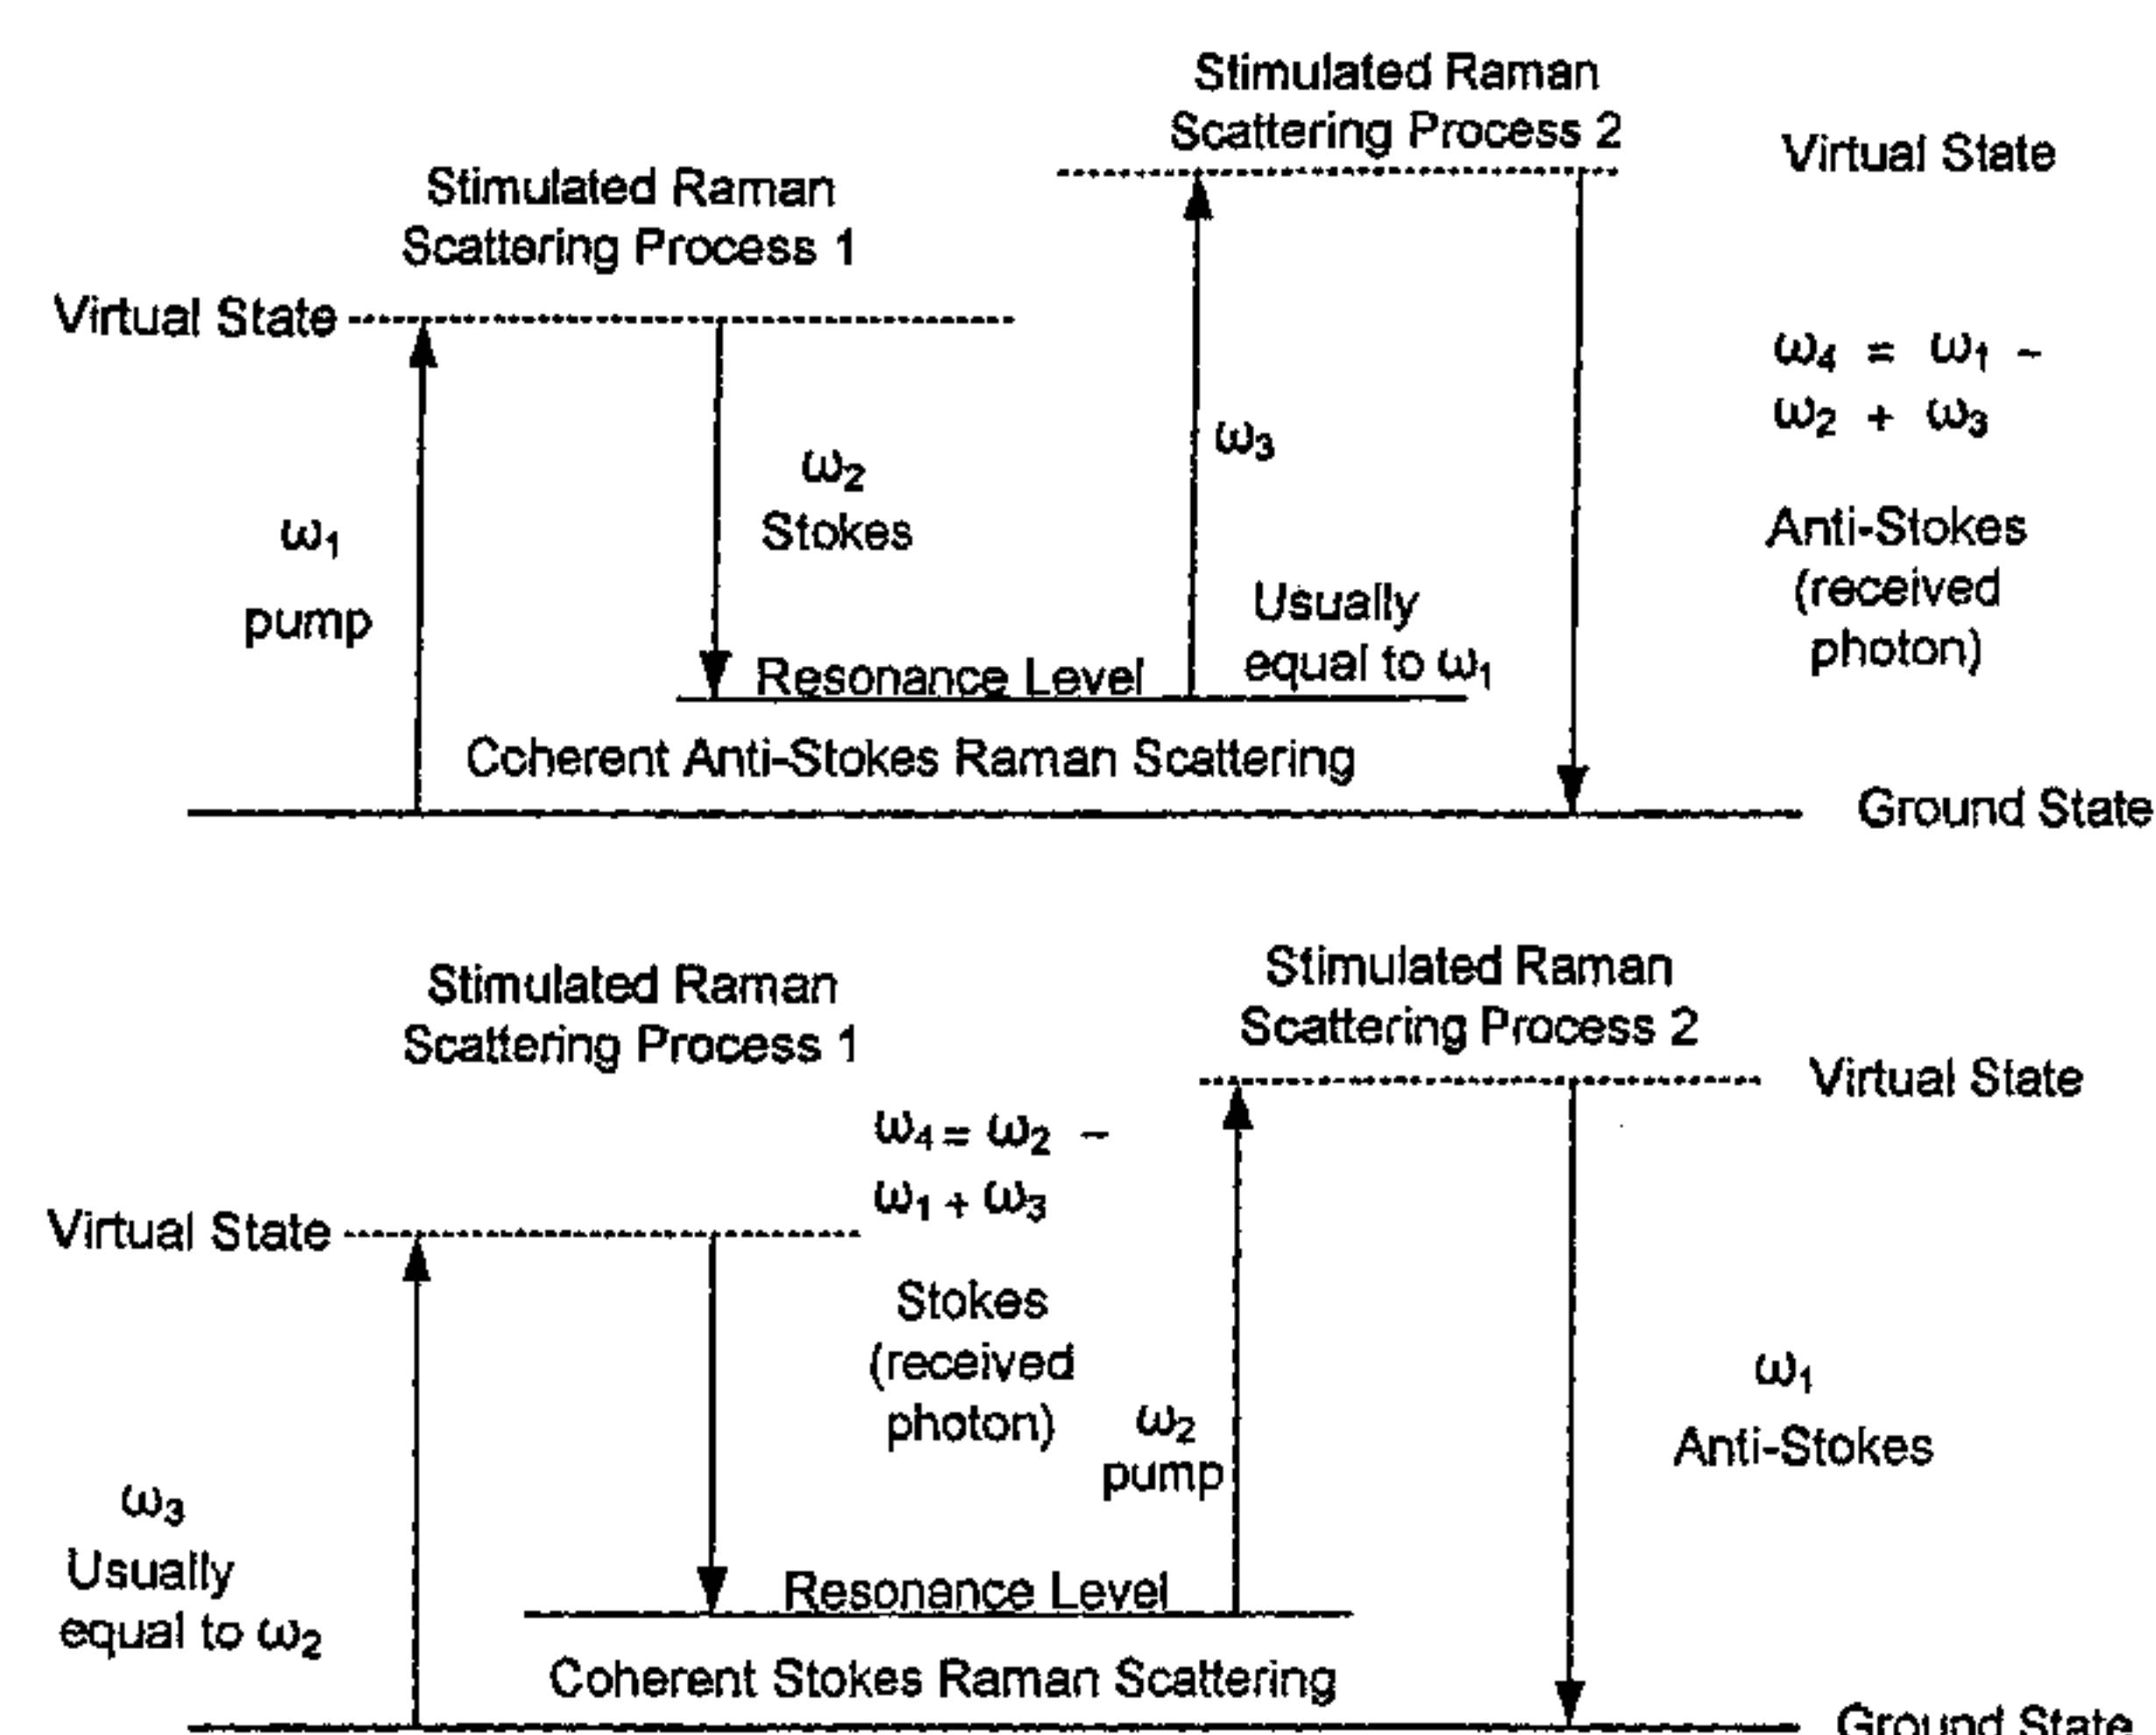 Stimulated Raman
Scattering Process 2
Virtual State
Stimulated Raman
Scattering Process 1
Virtual State
ω₄ = ω₁ –
ω₂ + ω₃
ω₃
ω₂
Stokes
ω₁
pump
Anti-Stokes
(received
photon)
Usually
equal to ω₁
Resonance Level
Coherent Anti-Stokes Raman Scattering
Ground State
Stimulated Raman
Scattering Process 2
Stimulated Raman
Scattering Process 1
Virtual State
ω₄ = ω₂ –
ω₁ + ω₃
Virtual State
Stokes
(received
photon)
ω₂
pump
ω₁
Anti-Stokes
ω₃
Usually
equal to ω₂
Resonance Level
Coherent Stokes Raman Scattering
Ground State